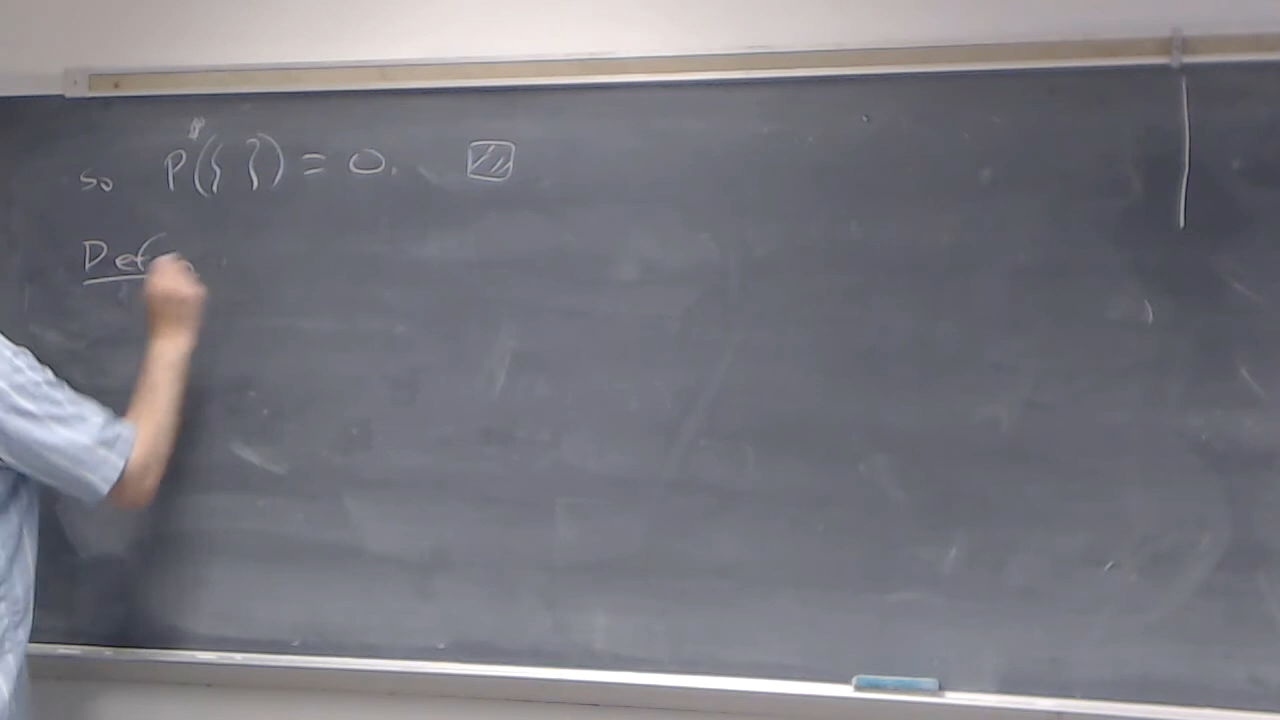 so P({ }) = 0.
Def